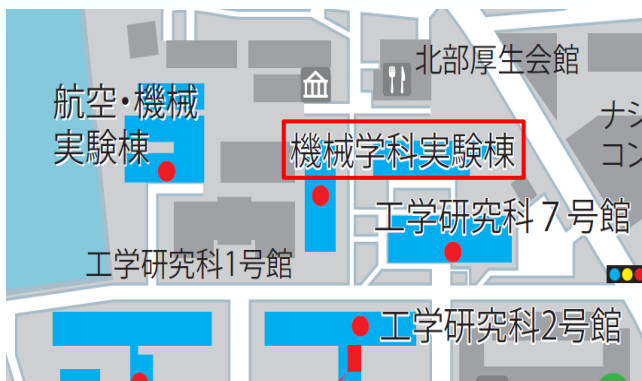 北部厚生会館
航空・機械
実験棟
ナシ
コン
機械学科実験棟
工学研究科７号館
工学研究科1号館
工学研究科2号館